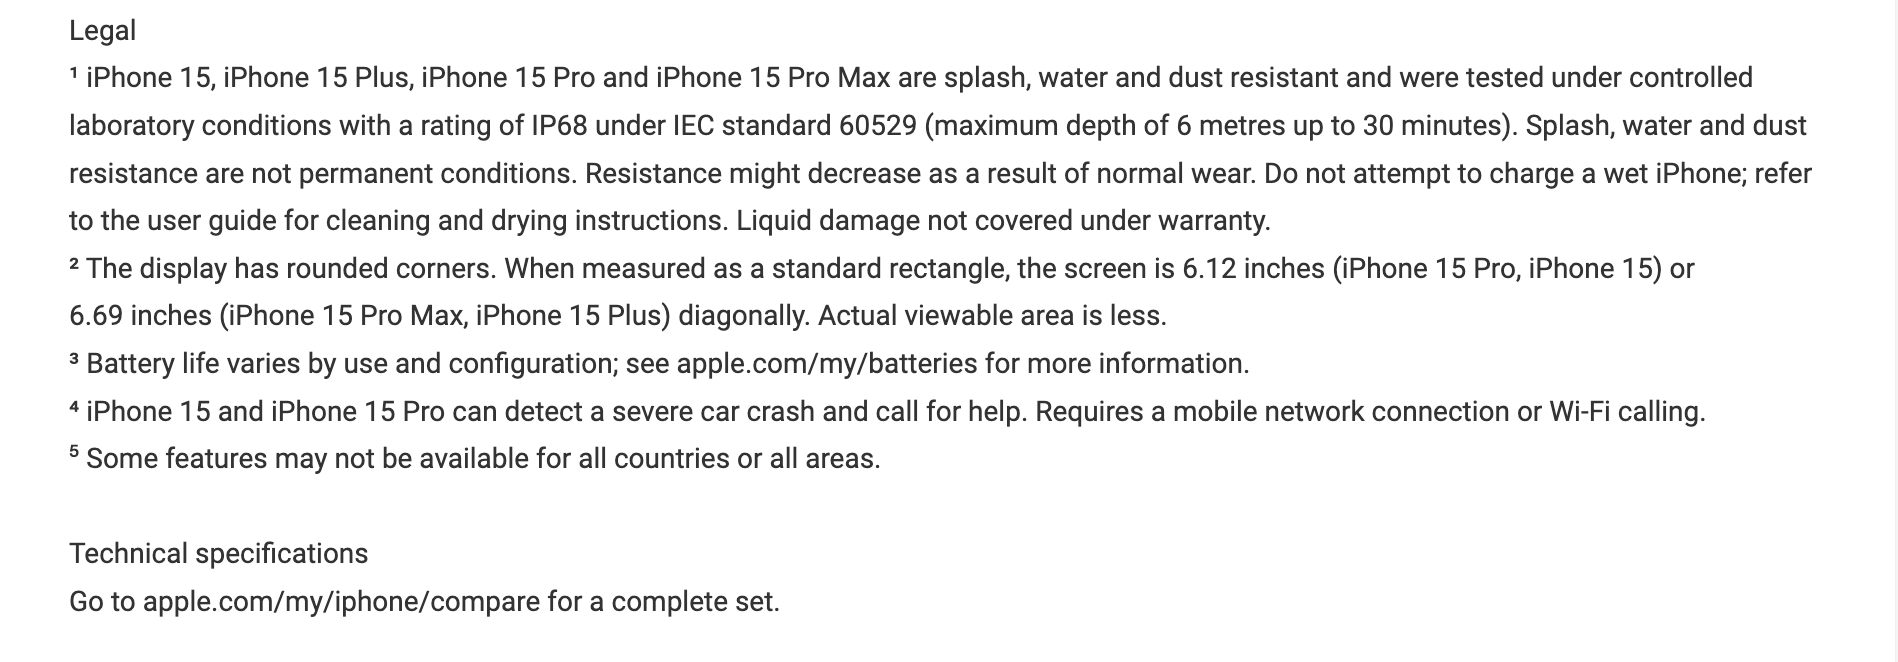 Legal
¹ iPhone 15, iPhone 15 Plus, iPhone 15 Pro and iPhone 15 Pro Max are splash, water and dust resistant and were tested under controlled
laboratory conditions with a rating of IP68 under IEC standard 60529 (maximum depth of 6 metres up to 30 minutes). Splash, water and dust
resistance are not permanent conditions. Resistance might decrease as a result of normal wear. Do not attempt to charge a wet iPhone; refer
to the user guide for cleaning and drying instructions. Liquid damage not covered under warranty.
² The display has rounded corners. When measured as a standard rectangle, the screen is 6.12 inches (iPhone 15 Pro, iPhone 15) or
6.69 inches (iPhone 15 Pro Max, iPhone 15 Plus) diagonally. Actual viewable area is less.
³ Battery life varies by use and configuration; see apple.com/my/batteries for more information.
⁴ iPhone 15 and iPhone 15 Pro can detect a severe car crash and call for help. Requires a mobile network connection or Wi-Fi calling.
⁵ Some features may not be available for all countries or all areas.
Technical specifications
Go to apple.com/my/iphone/compare for a complete set.